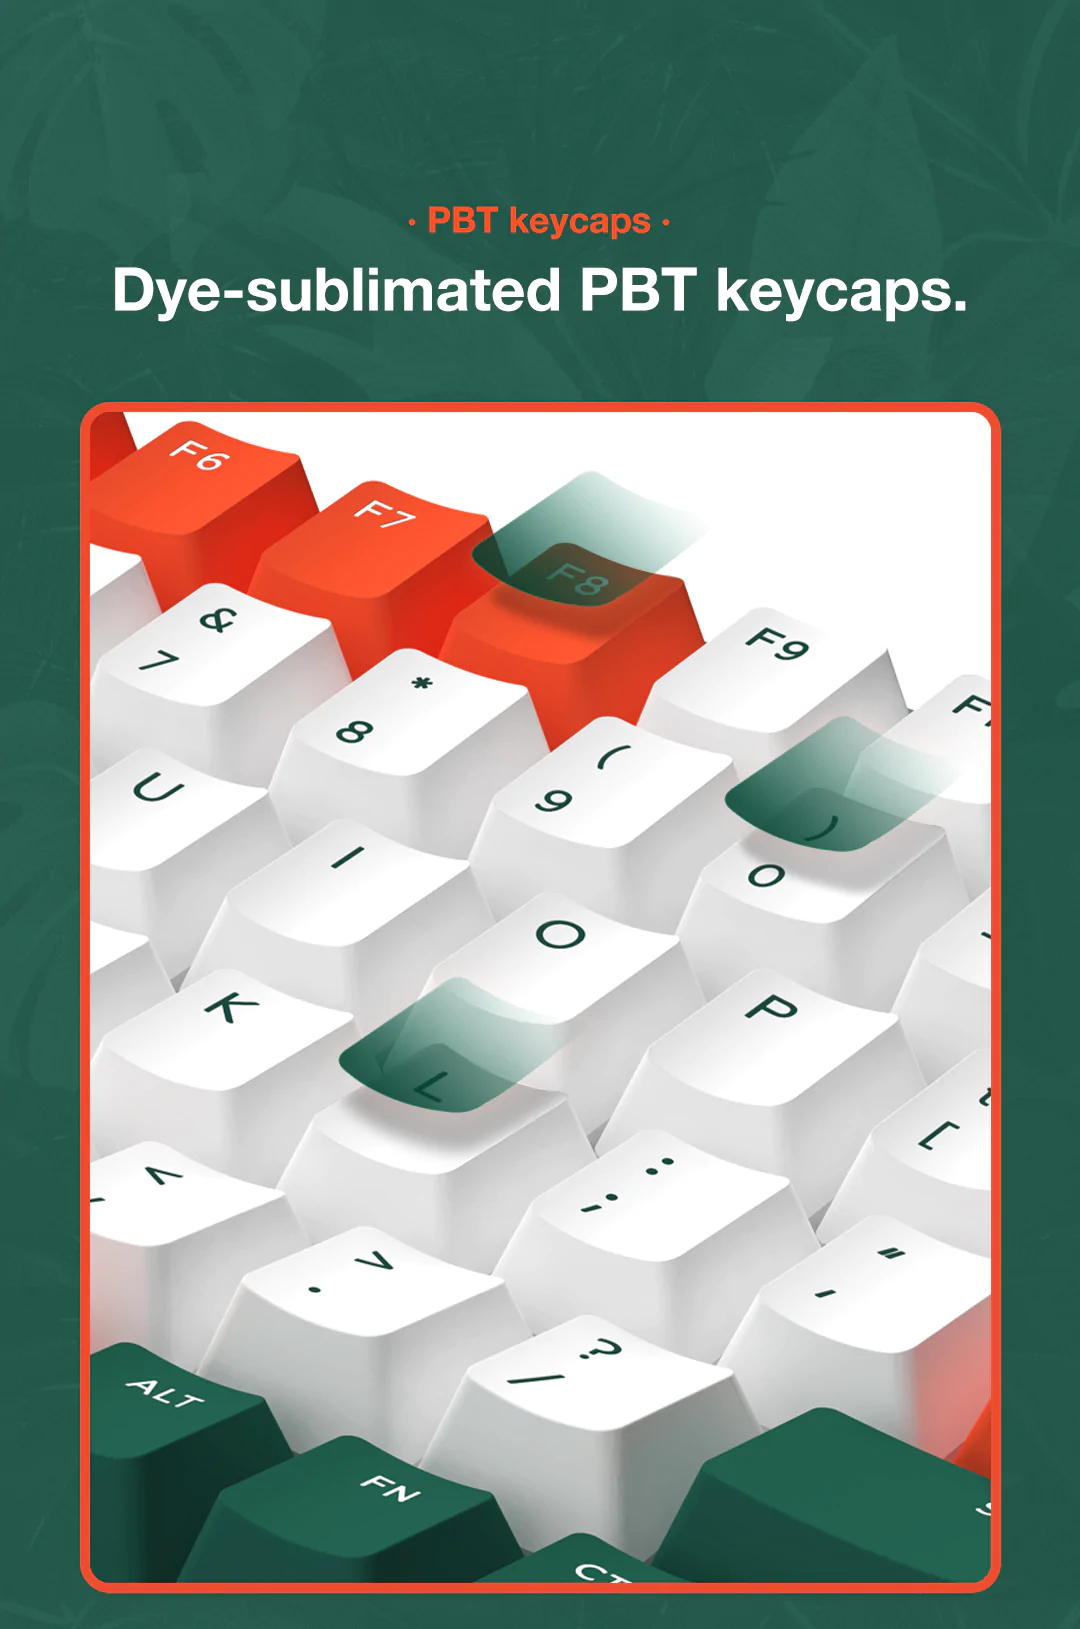 · PBT keycaps ·
Dye-sublimated PBT keycaps.
F6
F7
F8
F9
&
7
*
8
(
9
)
0
U
I
O
P
[
K
L
;:
'"
<
,
>
.
?
/
ALT
FN